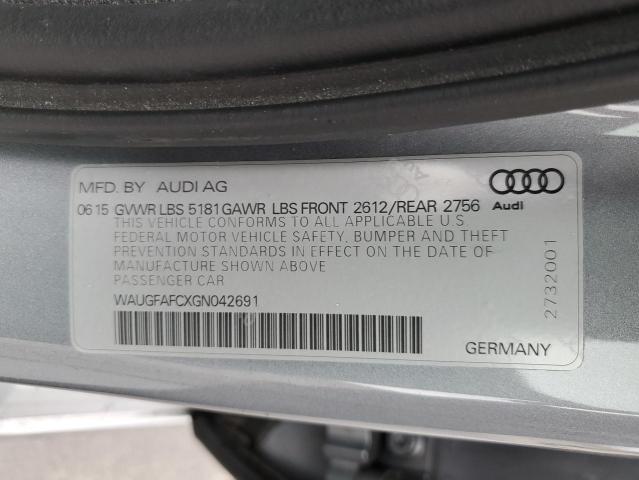 MFD. BY AUDI AG
06 15 GVWR LBS 5181 GAWR LBS FRONT 2612/REAR 2756
Audi
THIS VEHICLE CONFORMS TO ALL APPLICABLE U.S
FEDERAL MOTOR VEHICLE SAFETY, BUMPER AND THEFT
PREVENTION STANDARDS IN EFFECT ON THE DATE OF
MANUFACTURE SHOWN ABOVE
PASSENGER CAR
WAUGFAFCXGN042691
2732001
GERMANY